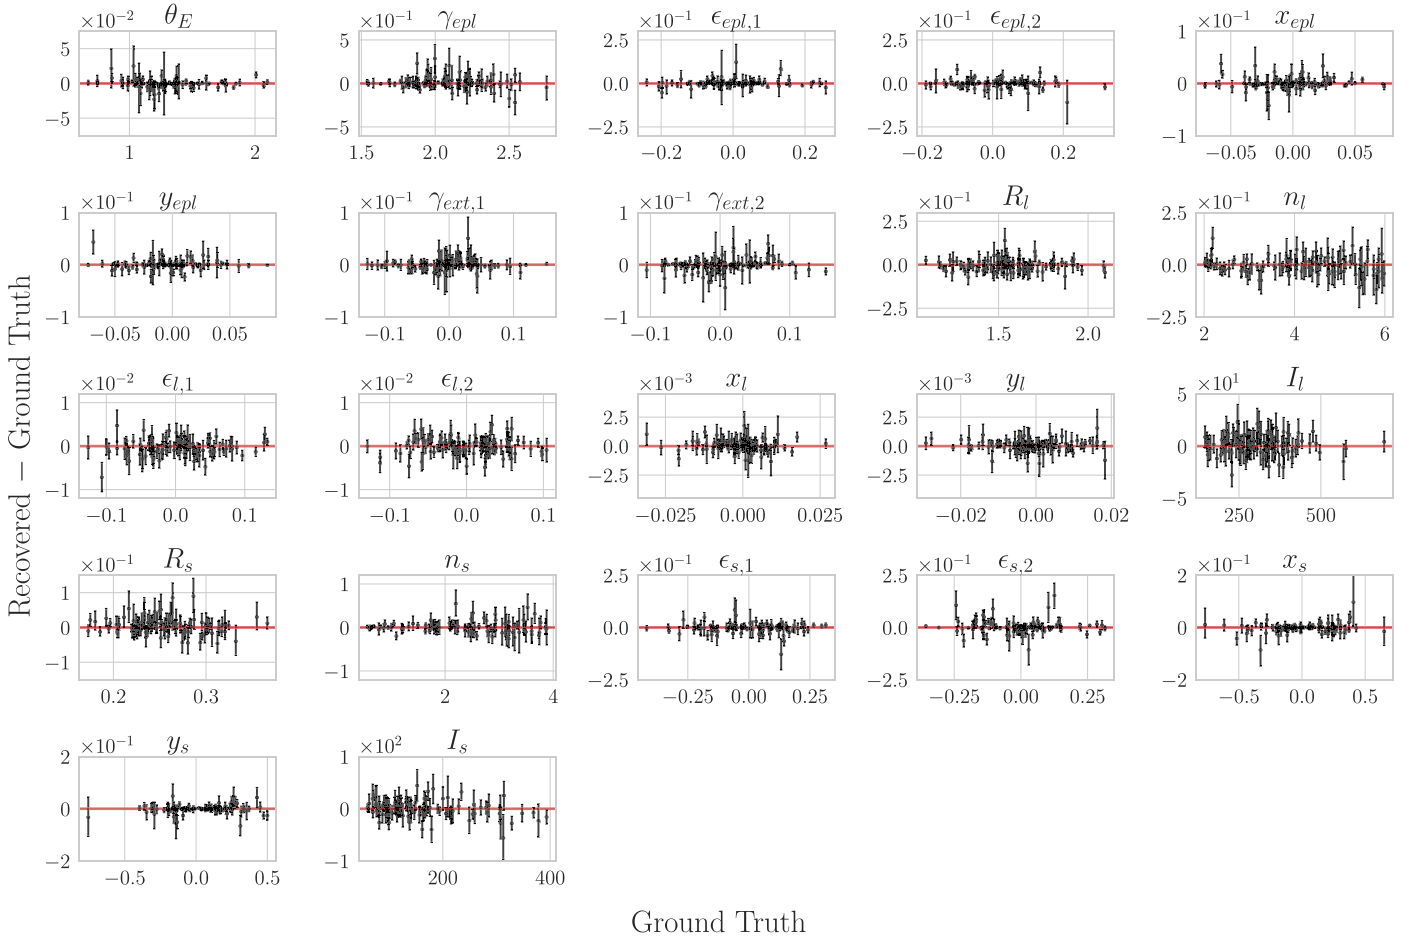 ×10⁻² θ_E ×10⁻¹ γ_epl ×10⁻¹ ϵ_epl,1 ×10⁻¹ ϵ_epl,2 ×10⁻¹ x_epl
5 5 2.5 2.5 1
0 0 0.0 0.0 0
−5 −5 −2.5 −2.5 −1
1 2 1.5 2.0 2.5 −0.2 0.0 0.2 −0.2 0.0 0.2 −0.05 0.00 0.05
×10⁻¹ y_epl ×10⁻¹ γ_ext,1 ×10⁻¹ γ_ext,2 ×10⁻¹ R_l ×10⁻¹ n_l
1 1 1 2.5 2.5
0 0 0 0.0 0.0
−1 −1 −1 −2.5 −2.5
−0.05 0.00 0.05 −0.1 0.0 0.1 −0.1 0.0 0.1 1.5 2.0 2 4 6
Recovered − Ground Truth
×10⁻² ϵ_l,1 ×10⁻² ϵ_l,2 ×10⁻³ x_l ×10⁻³ y_l ×10¹ I_l
1 1 2.5 2.5 5
0 0 0.0 0.0 0
−1 −1 −2.5 −2.5 −5
−0.1 0.0 0.1 −0.1 0.0 0.1 −0.025 0.000 0.025 −0.02 0.00 0.02 250 500
×10⁻¹ R_s n_s ×10⁻¹ ϵ_s,1 ×10⁻¹ ϵ_s,2 ×10⁻¹ x_s
1 1 2.5 2.5 2
0 0 0.0 0.0 0
−1 −1 −2.5 −2.5 −2
0.2 0.3 2 4 −0.25 0.00 0.25 −0.25 0.00 0.25 −0.5 0.0 0.5
×10⁻¹ y_s ×10² I_s
2 1
0 0
−2 −1
−0.5 0.0 0.5 200 400
Ground Truth